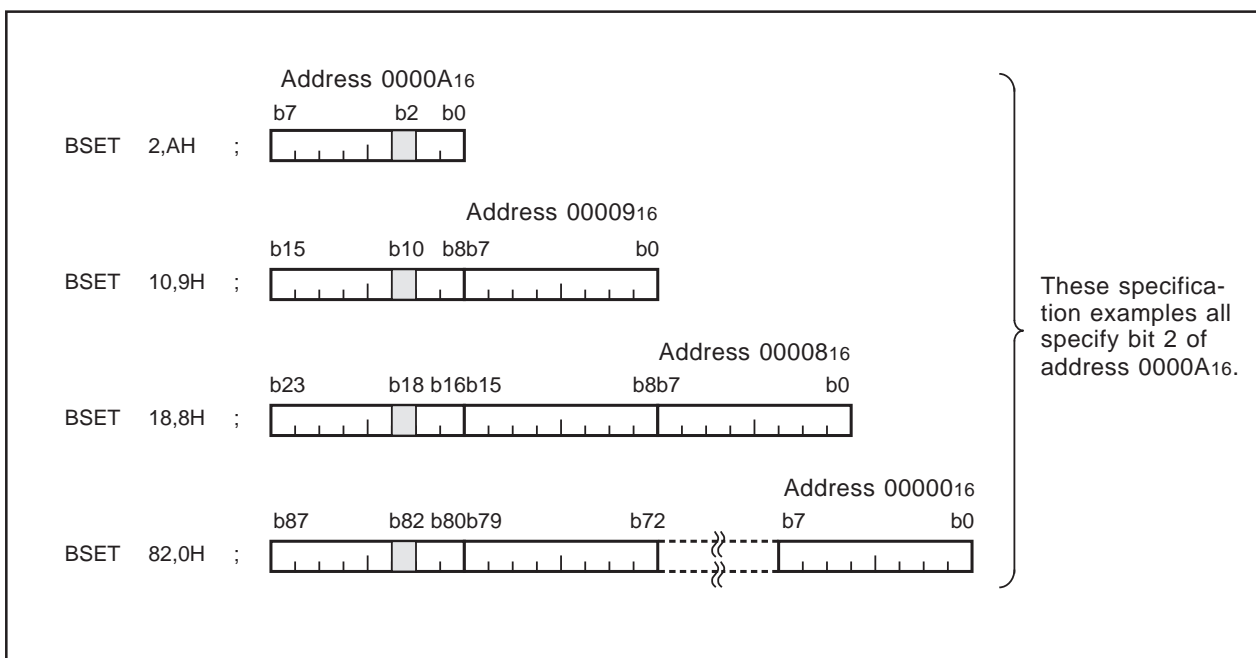 Address 0000A16
b7 b2 b0
BSET 2,AH ;
Address 0000916
b15 b10 b8b7 b0
BSET 10,9H ;
Address 0000816
b23 b18 b16b15 b8b7 b0
BSET 18,8H ;
Address 0000016
b87 b82 b80b79 b72 b7 b0
BSET 82,0H ;
These specifica-
tion examples all
specify bit 2 of
address 0000A16.